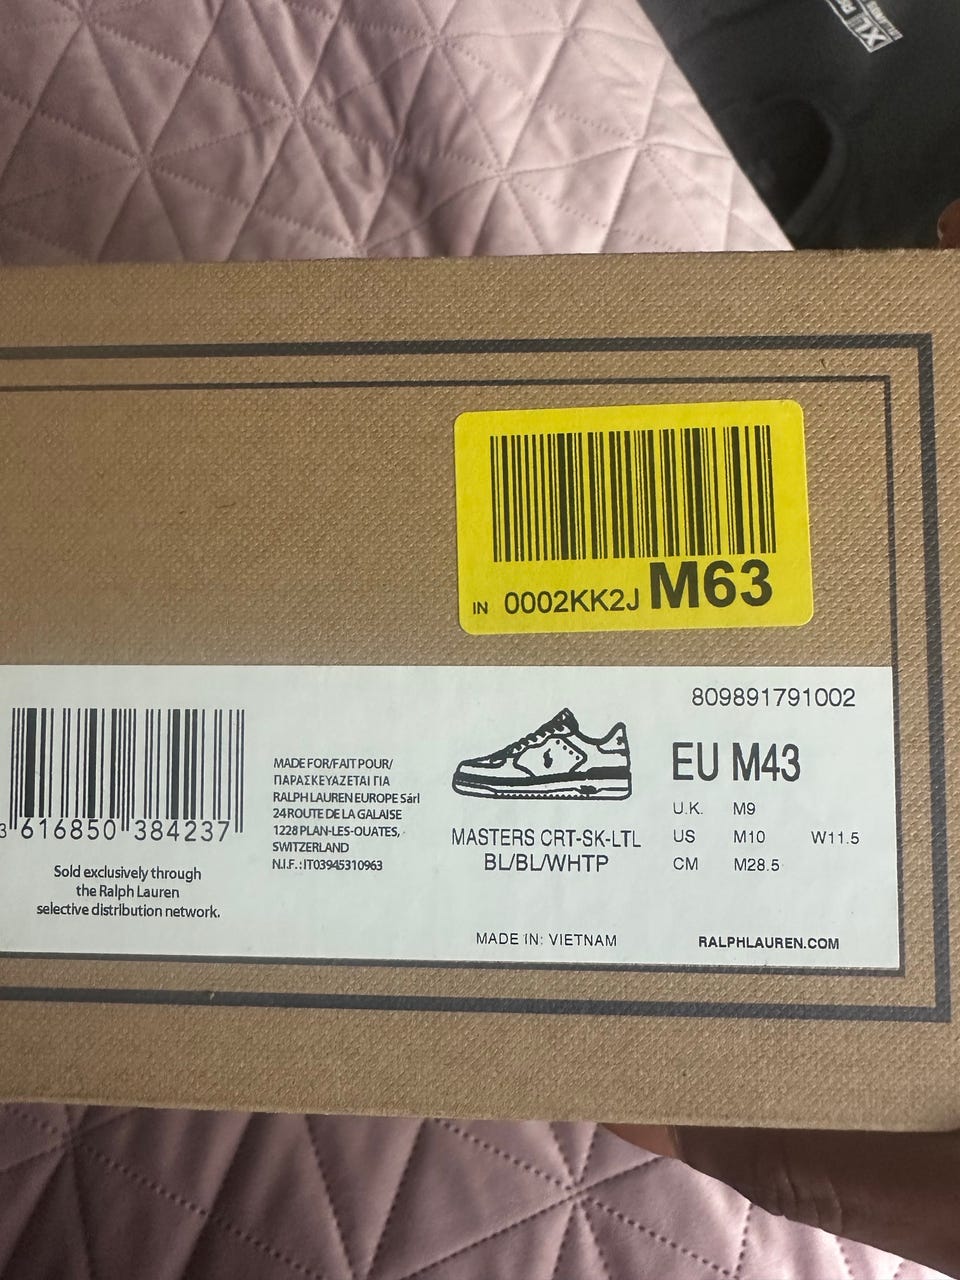 XL
IN 0002KK2J M63
809891791002
EU M43
U.K. M9
US M10 W11.5
CM M28.5
RALPHLAUREN.COM
MASTERS CRT-SK-LTL
BL/BL/WHTP
MADE IN: VIETNAM
MADE FOR/FAIT POUR/
ΠΑΡΑΣΚΕΥΑΖΕΤΑΙ ΓΙΑ
RALPH LAUREN EUROPE Sárl
24 ROUTE DE LA GALAISE
1228 PLAN-LES-OUATES,
SWITZERLAND
N.I.F.: IT03945310963
3 616850 384237
Sold exclusively through
the Ralph Lauren
selective distribution network.